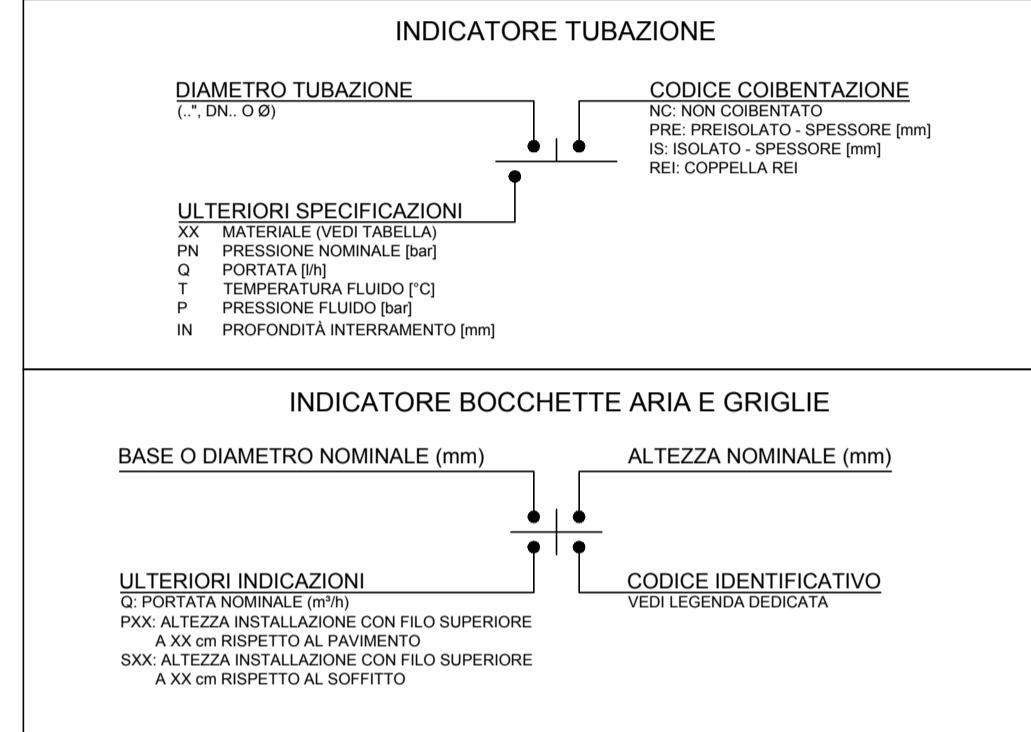 INDICATORE TUBAZIONE
DIAMETRO TUBAZIONE
(..", DN.. O Ø)
CODICE COIBENTAZIONE
NC: NON COIBENTATO
PRE: PREISOLATO - SPESSORE [mm]
IS: ISOLATO - SPESSORE [mm]
REI: COPPELLA REI
ULTERIORI SPECIFICAZIONI
XX MATERIALE (VEDI TABELLA)
PN PRESSIONE NOMINALE [bar]
Q PORTATA [l/h]
T TEMPERATURA FLUIDO [°C]
P PRESSIONE FLUIDO [bar]
IN PROFONDITÀ INTERRAMENTO [mm]
INDICATORE BOCCHETTE ARIA E GRIGLIE
BASE O DIAMETRO NOMINALE (mm)
ALTEZZA NOMINALE (mm)
ULTERIORI INDICAZIONI
Q: PORTATA NOMINALE (m³/h)
PXX: ALTEZZA INSTALLAZIONE CON FILO SUPERIORE
A XX cm RISPETTO AL PAVIMENTO
SXX: ALTEZZA INSTALLAZIONE CON FILO SUPERIORE
A XX cm RISPETTO AL SOFFITTO
CODICE IDENTIFICATIVO
VEDI LEGENDA DEDICATA